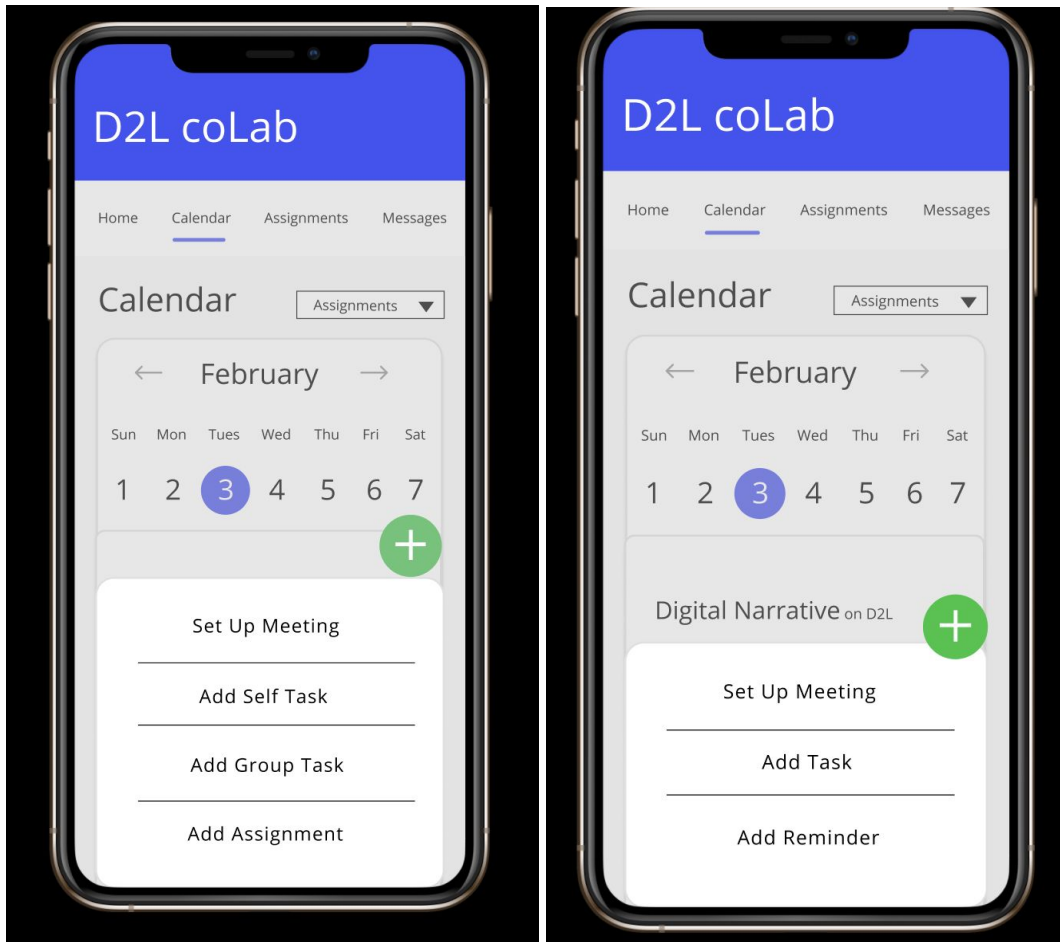 D2L coLab
Home Calendar Assignments Messages
Calendar
Assignments
February
Sun Mon Tues Wed Thu Fri Sat
1 2 3 4 5 6 7
Set Up Meeting
Add Self Task
Add Group Task
Add Assignment
D2L coLab
Home Calendar Assignments Messages
Calendar
Assignments
February
Sun Mon Tues Wed Thu Fri Sat
1 2 3 4 5 6 7
Digital Narrative on D2L
Set Up Meeting
Add Task
Add Reminder